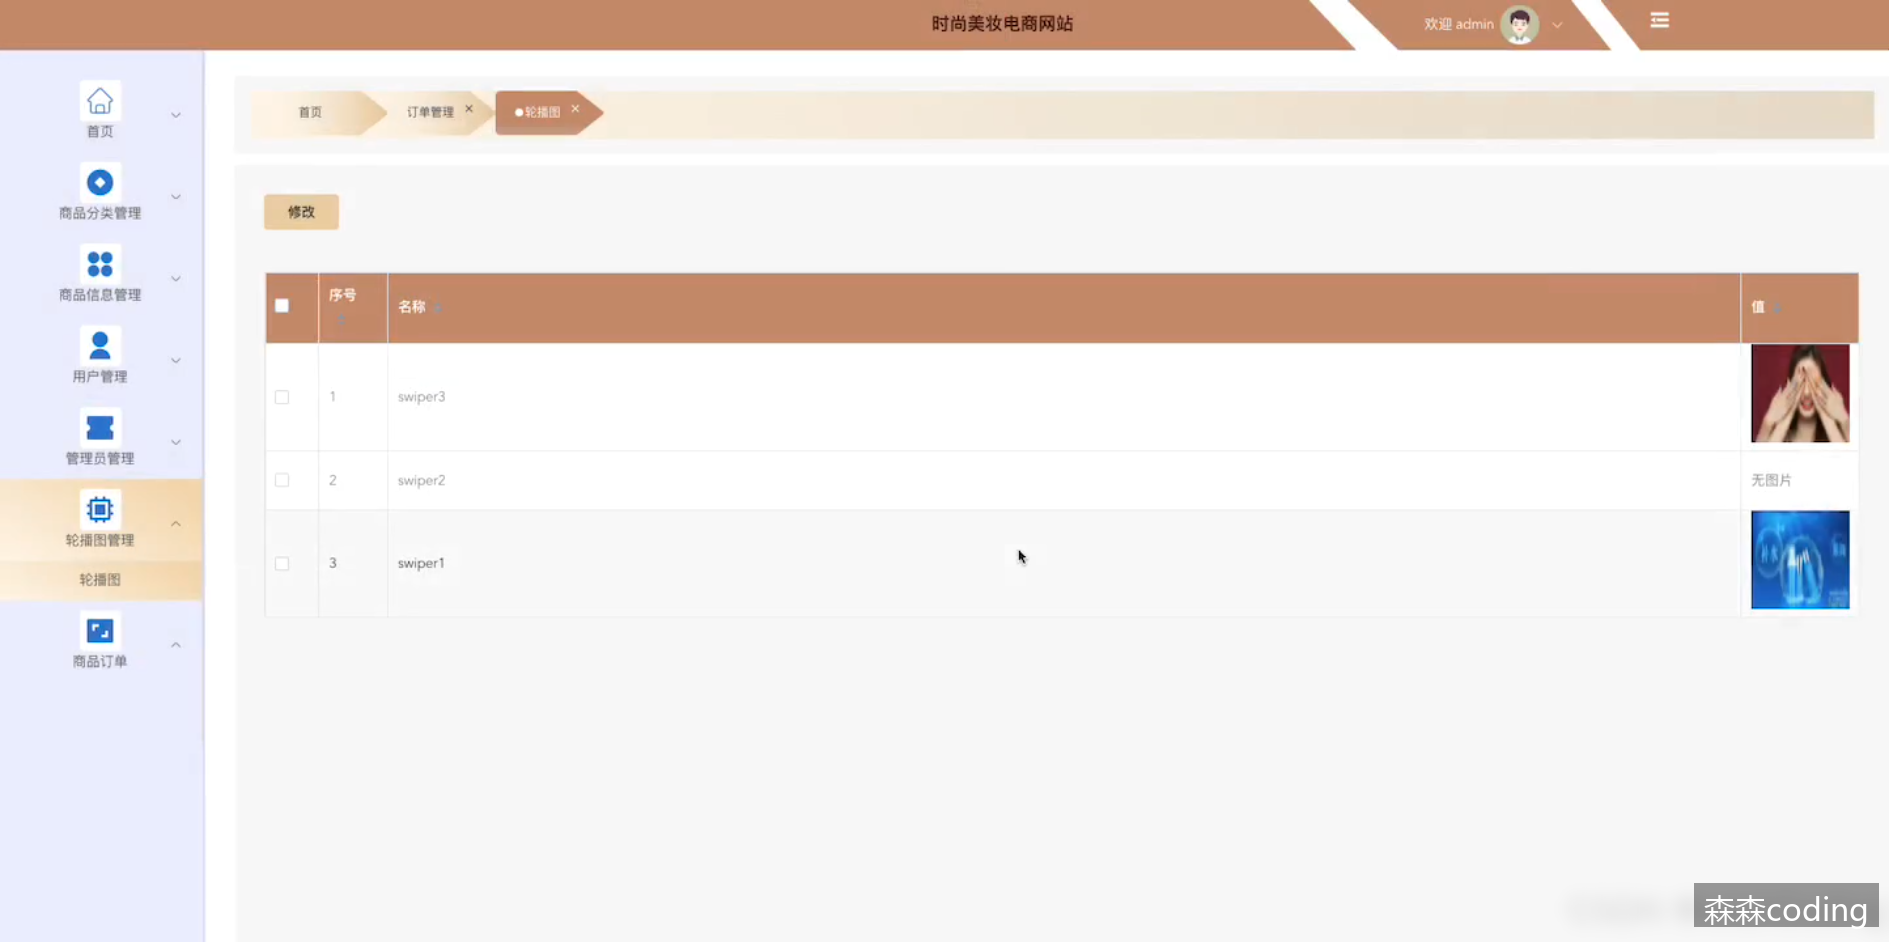 时尚美妆电商网站
欢迎 admin
首页
订单管理
轮播图
首页
商品分类管理
商品信息管理
用户管理
管理员管理
轮播图管理
轮播图
商品订单
修改
序号 名称 值
1 swiper3
2 swiper2 无图片
3 swiper1
森森coding